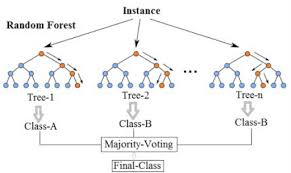 Instance
Random Forest
...
Tree-1 Tree-2 Tree-n
Class-A Class-B Class-B
Majority-Voting
Final-Class